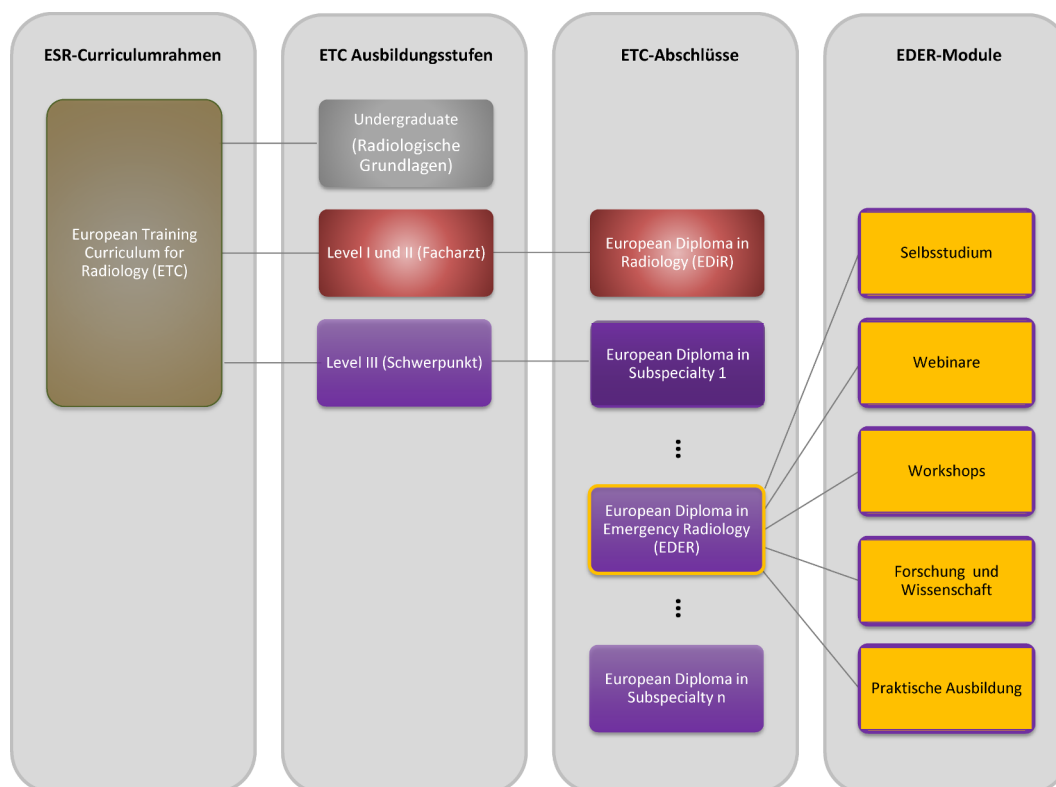 ESR-Curriculumrahmen
European Training
Curriculum for
Radiology (ETC)
ETC Ausbildungsstufen
Undergraduate
(Radiologische
Grundlagen)
Level I und II (Facharzt)
Level III (Schwerpunkt)
ETC-Abschlüsse
European Diploma in
Radiology (EDiR)
European Diploma in
Subspecialty 1
⋮
European Diploma in
Emergency Radiology
(EDER)
⋮
European Diploma in
Subspecialty n
EDER-Module
Selbsstudium
Webinare
Workshops
Forschung und
Wissenschaft
Praktische Ausbildung